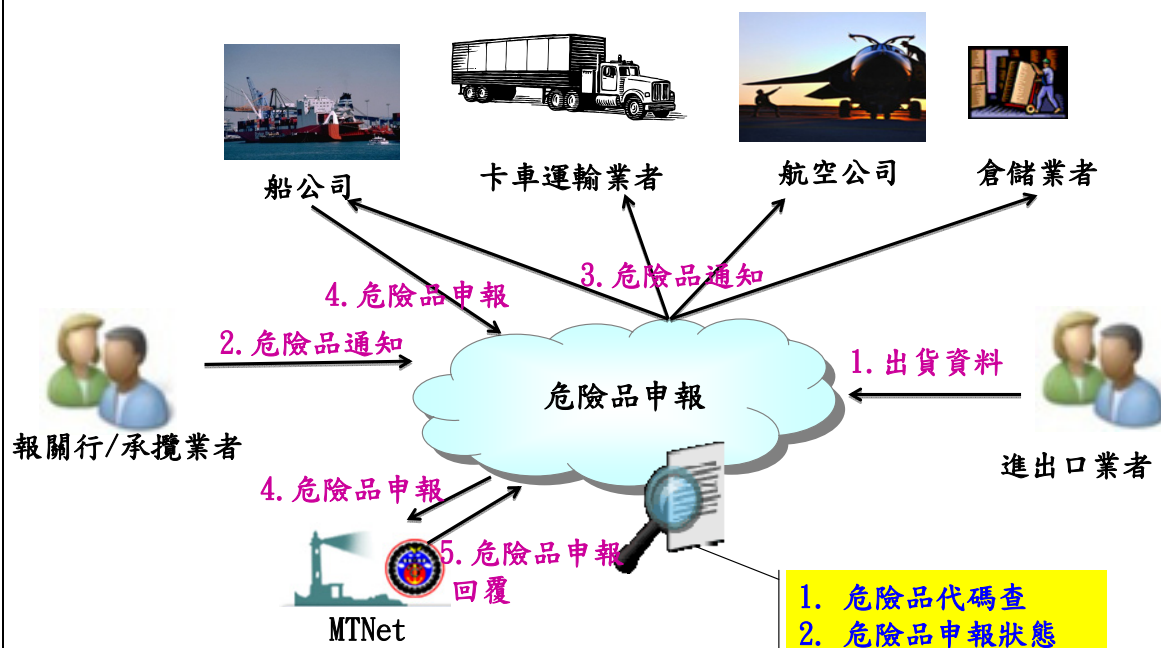 船公司
卡車運輸業者
航空公司
倉儲業者
3.危險品通知
4.危險品申報
2.危險品通知
1.出貨資料
危險品申報
報關行/承攬業者
進出口業者
4.危險品申報
5.危險品申報
回覆
MTNet
1. 危險品代碼查
2. 危險品申報狀態